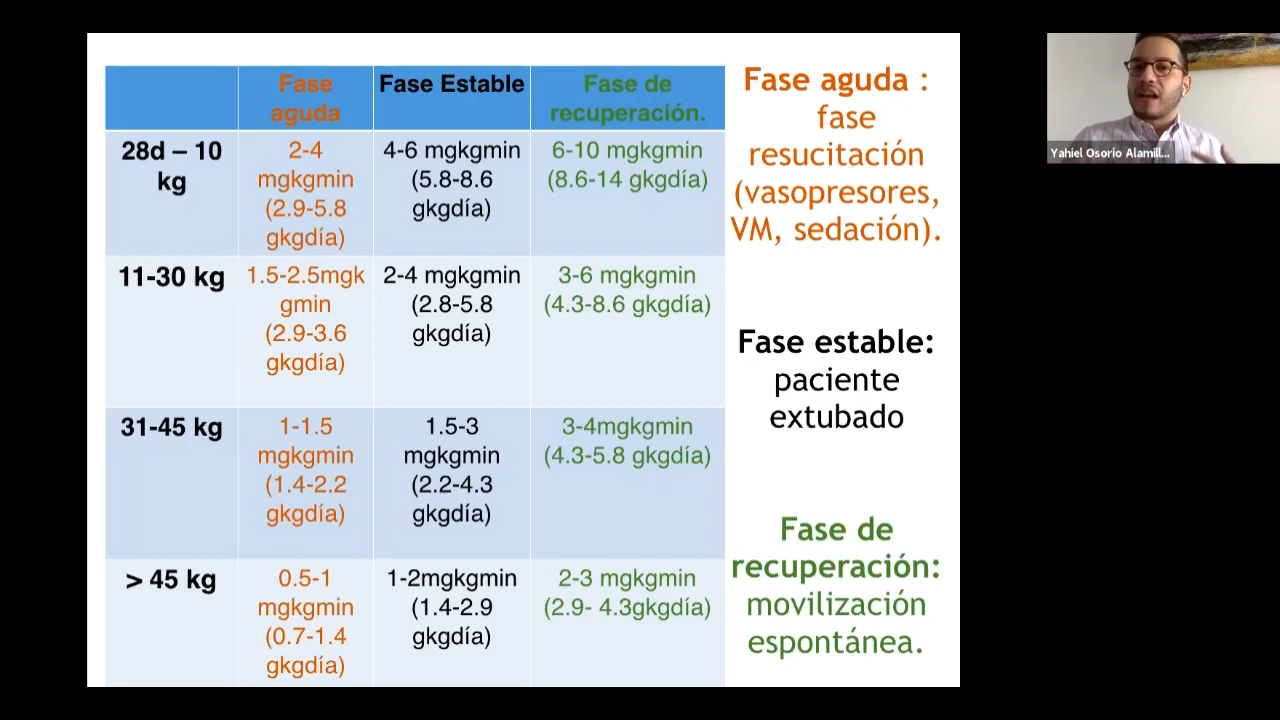 Fase aguda
Fase Estable
Fase de recuperación.
28d – 10 kg
2-4
mgkgmin
(2.9-5.8
gkgdía)
4-6 mgkgmin
(5.8-8.6
gkgdía)
6-10 mgkgmin
(8.6-14 gkgdía)
11-30 kg
1.5-2.5mgk
gmin
(2.9-3.6
gkgdía)
2-4 mgkgmin
(2.8-5.8
gkgdía)
3-6 mgkgmin
(4.3-8.6 gkgdía)
31-45 kg
1-1.5
mgkgmin
(1.4-2.2
gkgdía)
1.5-3
mgkgmin
(2.2-4.3
gkgdía)
3-4mgkgmin
(4.3-5.8 gkgdía)
> 45 kg
0.5-1
mgkgmin
(0.7-1.4
gkgdía)
1-2mgkgmin
(1.4-2.9
gkgdía)
2-3 mgkgmin
(2.9- 4.3gkgdía)
Fase aguda :
fase
resucitación
(vasopresores,
VM, sedación).
Fase estable:
paciente
extubado
Fase de
recuperación:
movilización
espontánea.
Yahiel Osorio Alamill...